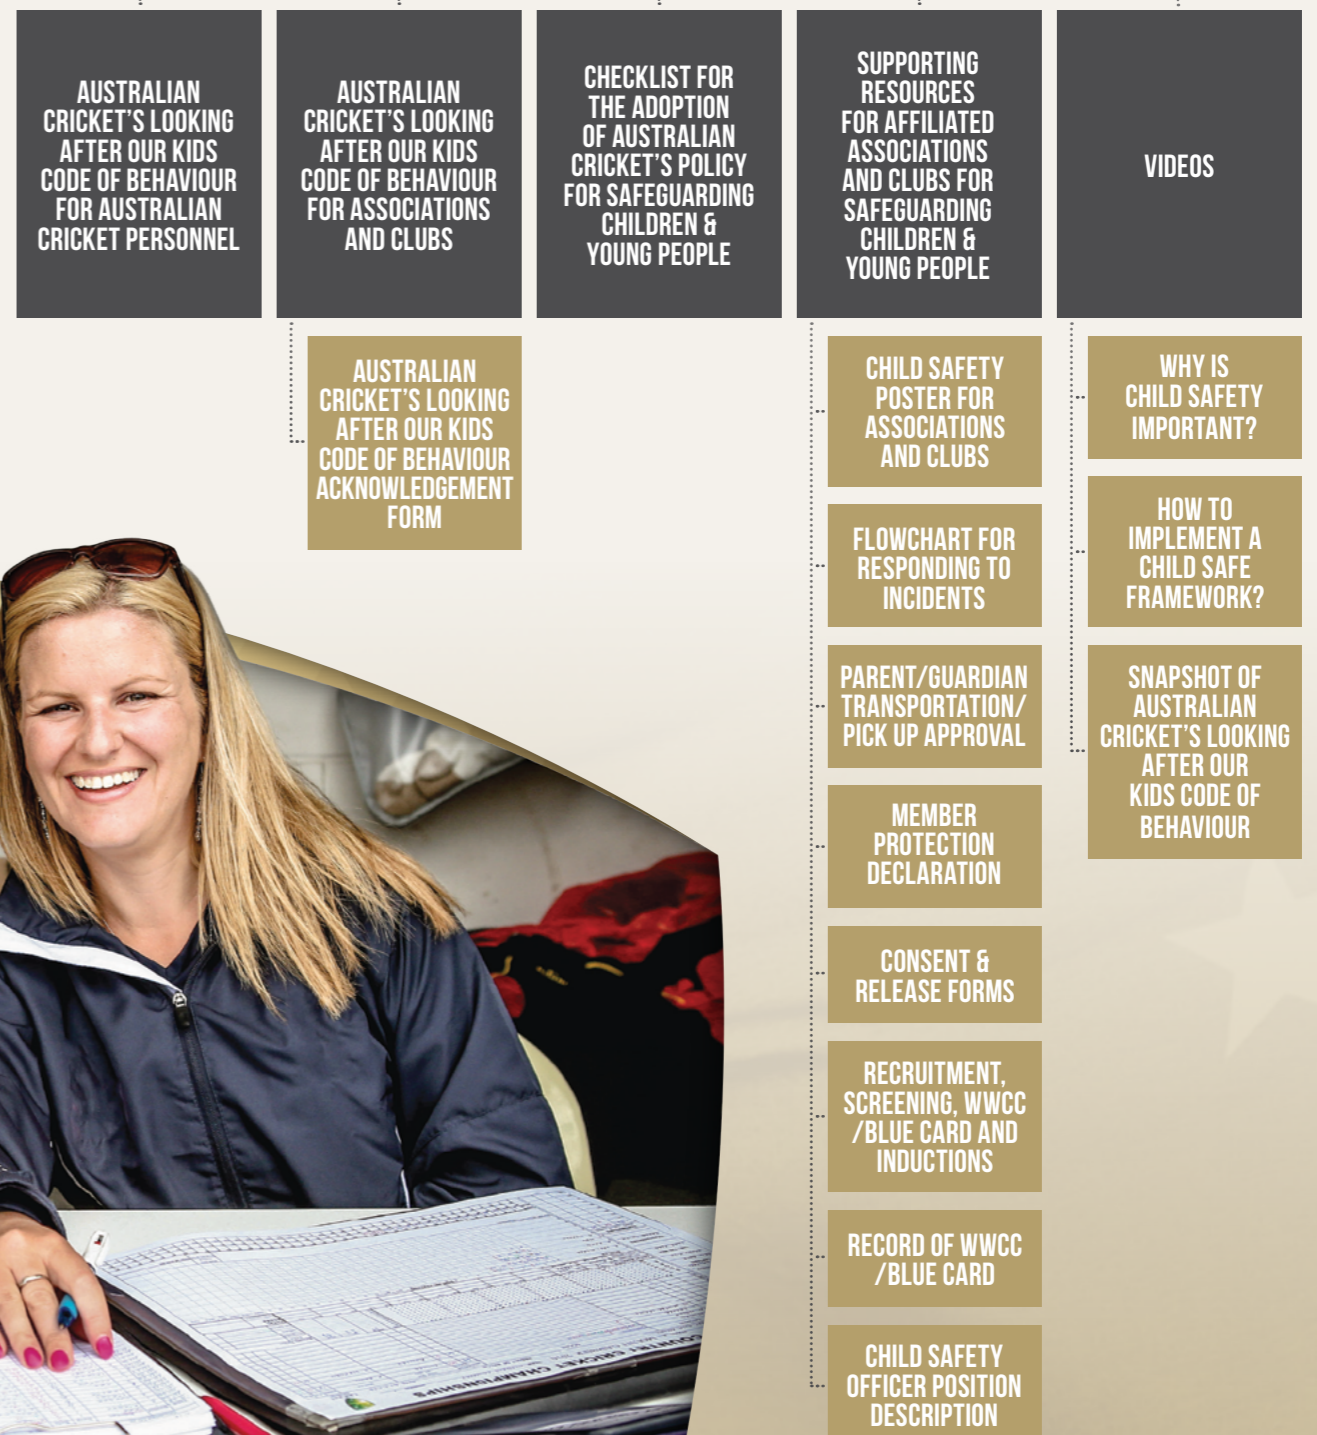 AUSTRALIAN
CRICKET'S LOOKING
AFTER OUR KIDS
CODE OF BEHAVIOUR
FOR AUSTRALIAN
CRICKET PERSONNEL
AUSTRALIAN
CRICKET'S LOOKING
AFTER OUR KIDS
CODE OF BEHAVIOUR
FOR ASSOCIATIONS
AND CLUBS
CHECKLIST FOR
THE ADOPTION
OF AUSTRALIAN
CRICKET'S POLICY
FOR SAFEGUARDING
CHILDREN &
YOUNG PEOPLE
SUPPORTING
RESOURCES
FOR AFFILIATED
ASSOCIATIONS
AND CLUBS FOR
SAFEGUARDING
CHILDREN &
YOUNG PEOPLE
VIDEOS
AUSTRALIAN
CRICKET'S LOOKING
AFTER OUR KIDS
CODE OF BEHAVIOUR
ACKNOWLEDGEMENT
FORM
CHILD SAFETY
POSTER FOR
ASSOCIATIONS
AND CLUBS
FLOWCHART FOR
RESPONDING TO
INCIDENTS
PARENT/GUARDIAN
TRANSPORTATION/
PICK UP APPROVAL
MEMBER
PROTECTION
DECLARATION
CONSENT &
RELEASE FORMS
RECRUITMENT,
SCREENING, WWCC
/BLUE CARD AND
INDUCTIONS
RECORD OF WWCC
/BLUE CARD
CHILD SAFETY
OFFICER POSITION
DESCRIPTION
WHY IS
CHILD SAFETY
IMPORTANT?
HOW TO
IMPLEMENT A
CHILD SAFE
FRAMEWORK?
SNAPSHOT OF
AUSTRALIAN
CRICKET'S LOOKING
AFTER OUR
KIDS CODE OF
BEHAVIOUR
COUNTRY CRICKET CHAMPIONSHIPS